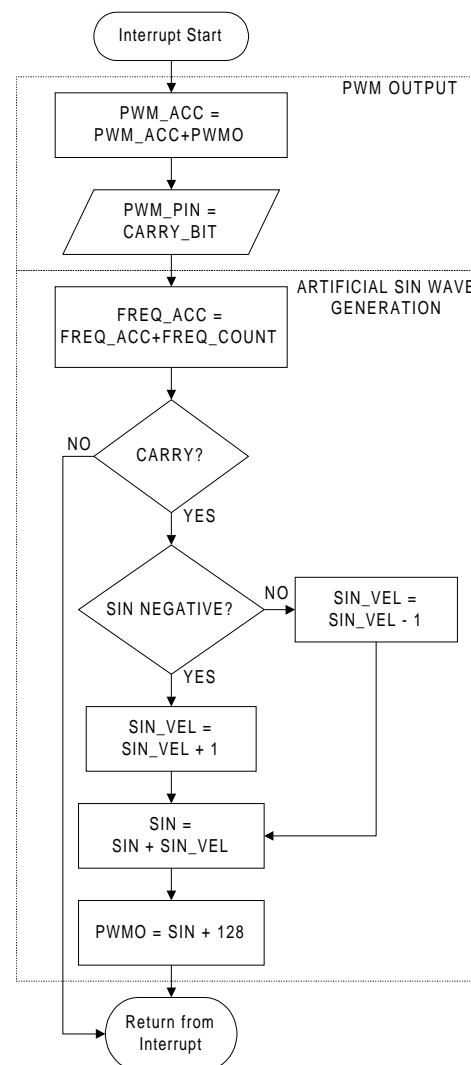 Interrupt Start
PWM OUTPUT
PWM_ACC =
PWM_ACC+PWMO
PWM_PIN =
CARRY_BIT
ARTIFICIAL SIN WAVE
GENERATION
FREQ_ACC =
FREQ_ACC+FREQ_COUNT
NO
CARRY?
YES
SIN NEGATIVE?
NO
SIN_VEL =
SIN_VEL - 1
YES
SIN_VEL =
SIN_VEL + 1
SIN =
SIN + SIN_VEL
PWMO = SIN + 128
Return from
Interrupt